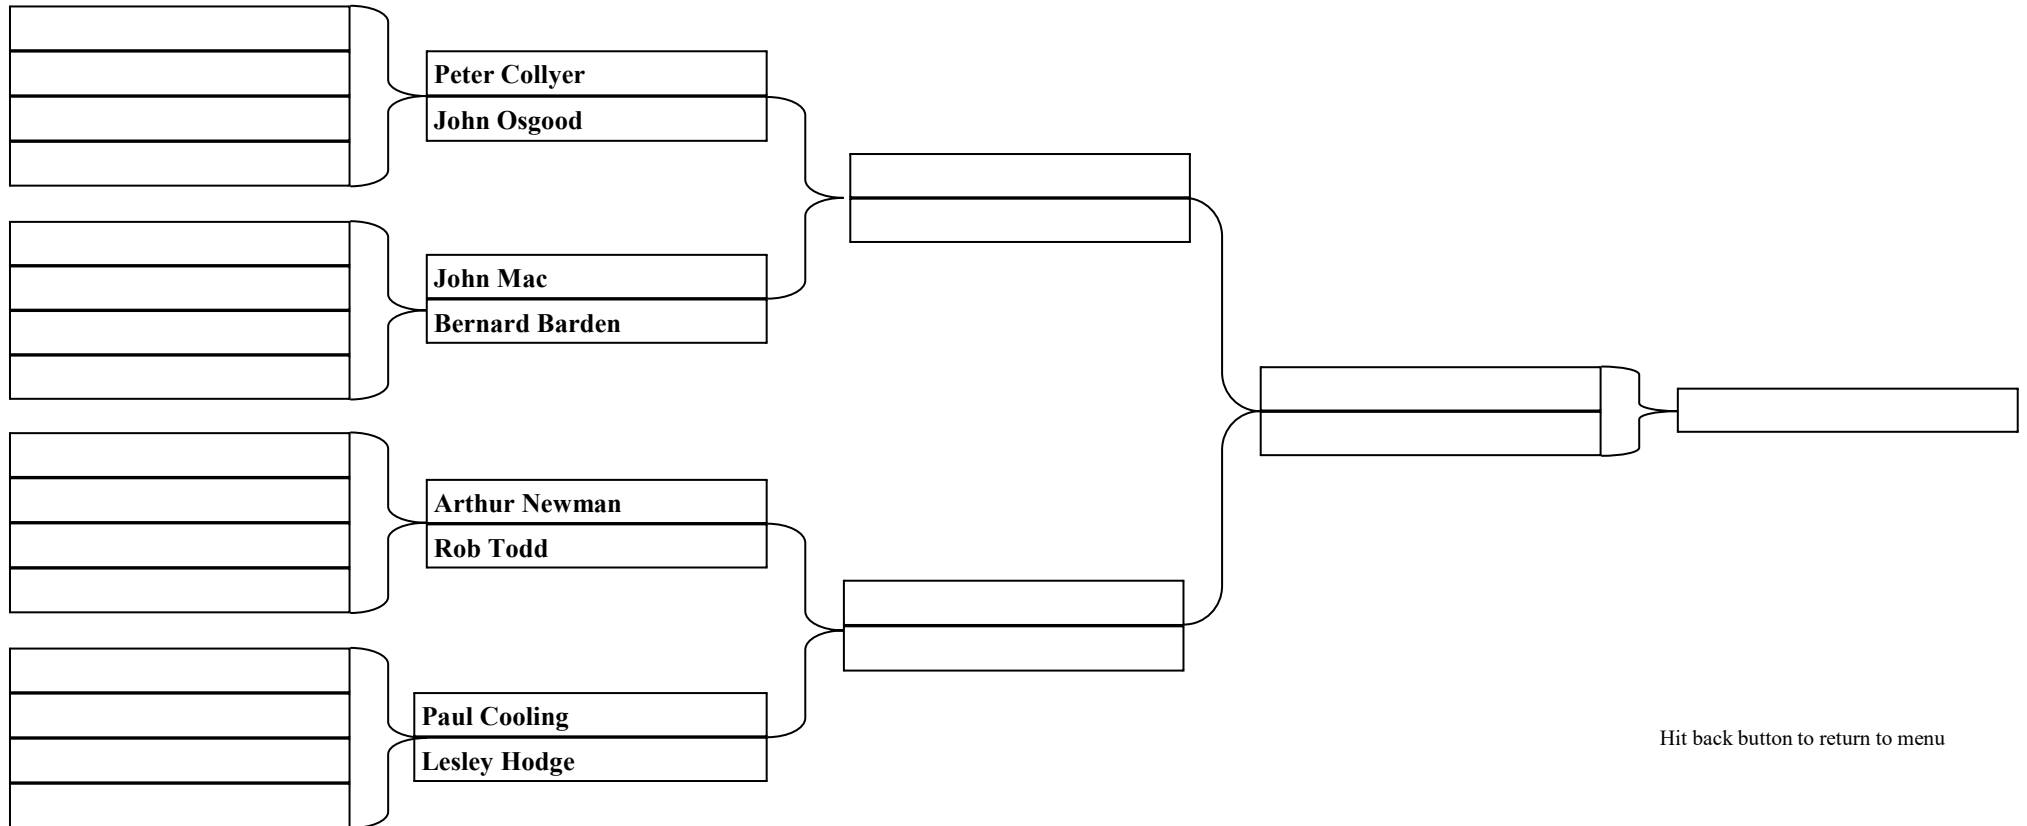 Peter Collyer
John Osgood
John Mac
Bernard Barden
Arthur Newman
Rob Todd
Paul Cooling
Lesley Hodge
Hit back button to return to menu